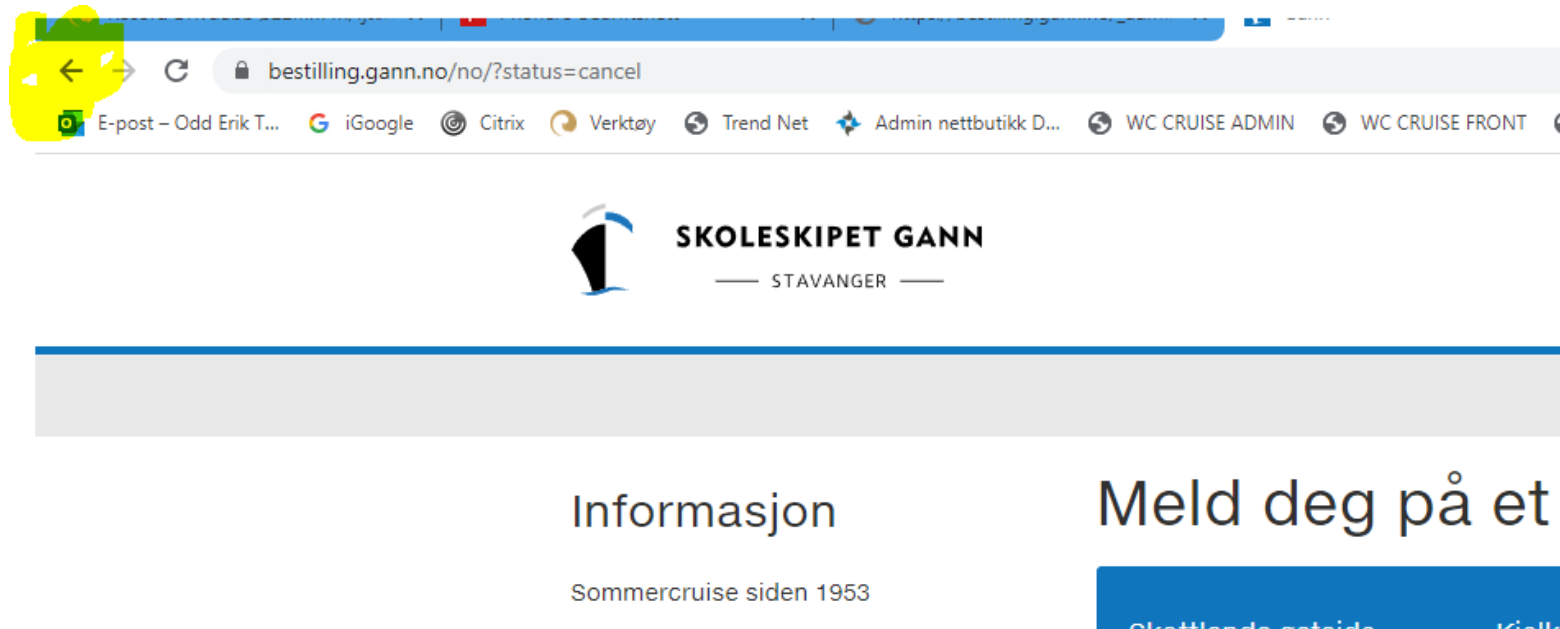 bestilling.gann.no/no/?status=cancel
E-post – Odd Erik T... iGoogle Citrix Verktøy Trend Net Admin nettbutikk D... WC CRUISE ADMIN WC CRUISE FRONT
SKOLESKIPET GANN
STAVANGER
Informasjon
Meld deg på et
Sommercruise siden 1953